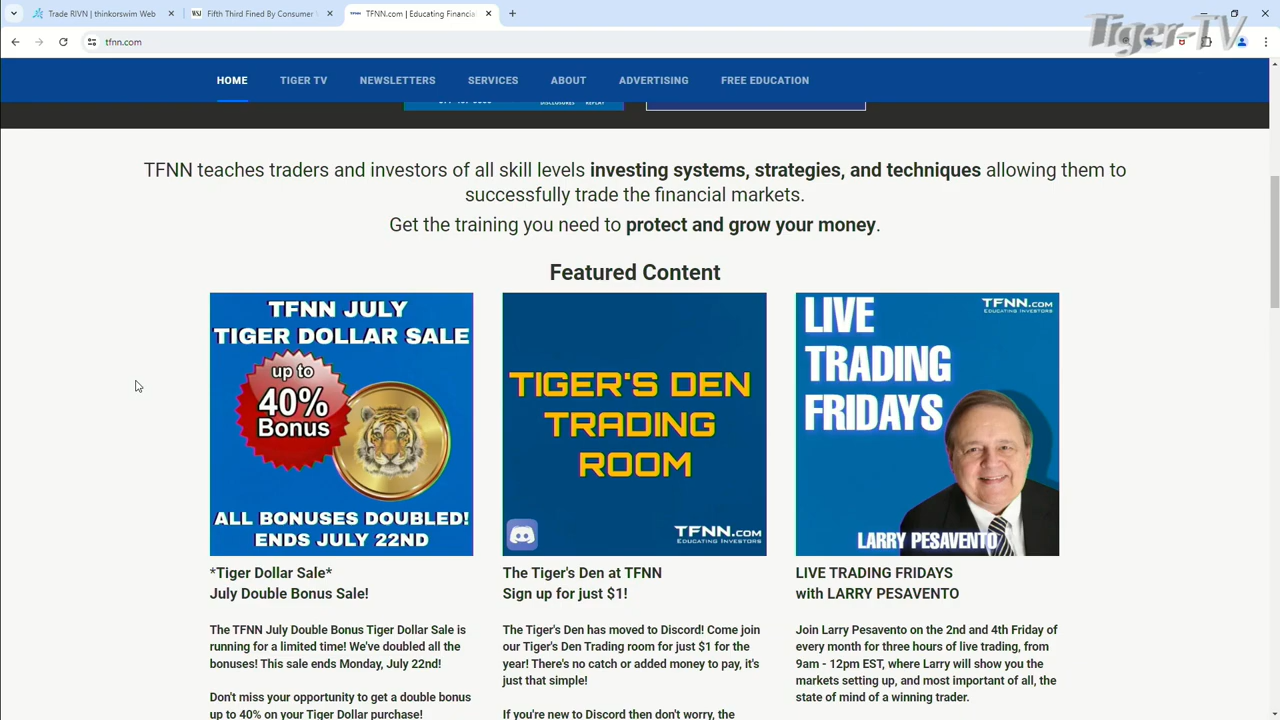 Trade RIVN | thinkorswim Web
Fifth Third Fined By Consumer
TFNN.com | Educating Financia
Tiger-TV
tfnn.com
HOME
TIGER TV
NEWSLETTERS
SERVICES
ABOUT
ADVERTISING
FREE EDUCATION
DISCLOSURES REPLAY
TFNN teaches traders and investors of all skill levels investing systems, strategies, and techniques allowing them to
successfully trade the financial markets.
Get the training you need to protect and grow your money.
Featured Content
TFNN JULY
TIGER DOLLAR SALE
up to
40%
Bonus
ALL BONUSES DOUBLED!
ENDS JULY 22ND
*Tiger Dollar Sale*
July Double Bonus Sale!
The TFNN July Double Bonus Tiger Dollar Sale is
running for a limited time! We've doubled all the
bonuses! This sale ends Monday, July 22nd!
Don't miss your opportunity to get a double bonus
up to 40% on your Tiger Dollar purchase!
TIGER'S DEN
TRADING
ROOM
TFNN.COM
EDUCATING INVESTORS
The Tiger's Den at TFNN
Sign up for just $1!
The Tiger's Den has moved to Discord! Come join
our Tiger's Den Trading room for just $1 for the
year! There's no catch or added money to pay, it's
just that simple!
If you're new to Discord then don't worry, the
LIVE
TRADING
FRIDAYS
TFNN.COM
EDUCATING INVESTORS
LARRY PESAVENTO
LIVE TRADING FRIDAYS
with LARRY PESAVENTO
Join Larry Pesavento on the 2nd and 4th Friday of
every month for three hours of live trading, from
9am - 12pm EST, where Larry will show you the
markets setting up, and most important of all, the
state of mind of a winning trader.